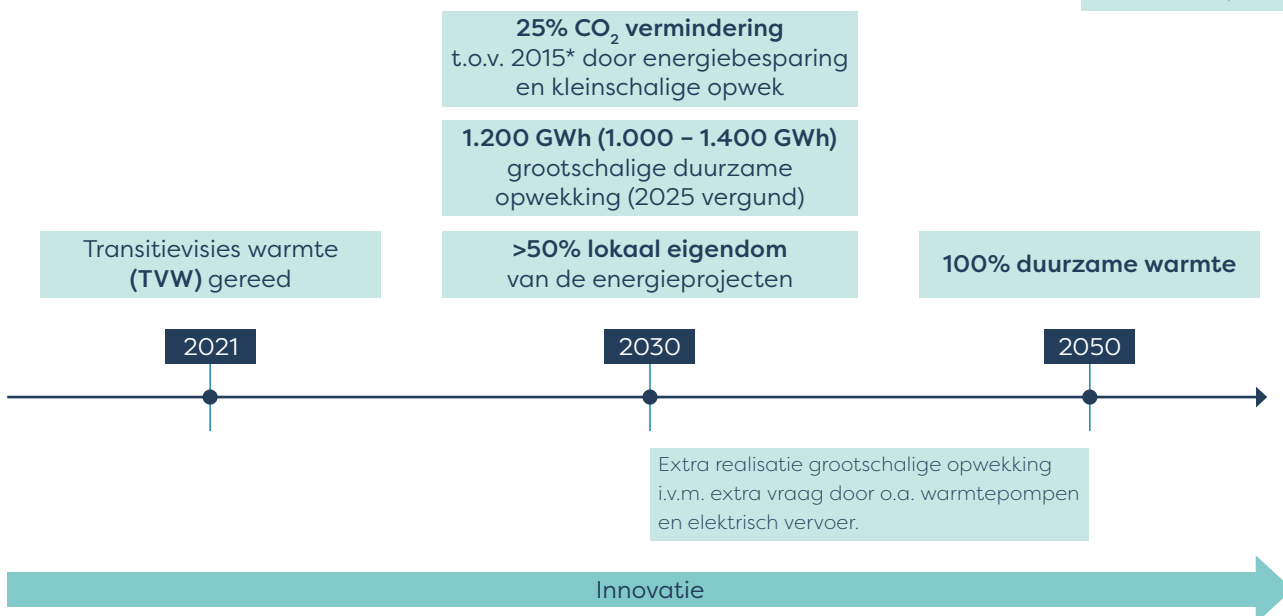 25% CO₂ vermindering
t.o.v. 2015* door energiebesparing
en kleinschalige opwek
1.200 GWh (1.000 – 1.400 GWh)
grootschalige duurzame
opwekking (2025 vergund)
Transitievisies warmte
(TVW) gereed
>50% lokaal eigendom
van de energieprojecten
100% duurzame warmte
2021
2030
2050
Extra realisatie grootschalige opwekking
i.v.m. extra vraag door o.a. warmtepompen
en elektrisch vervoer.
Innovatie